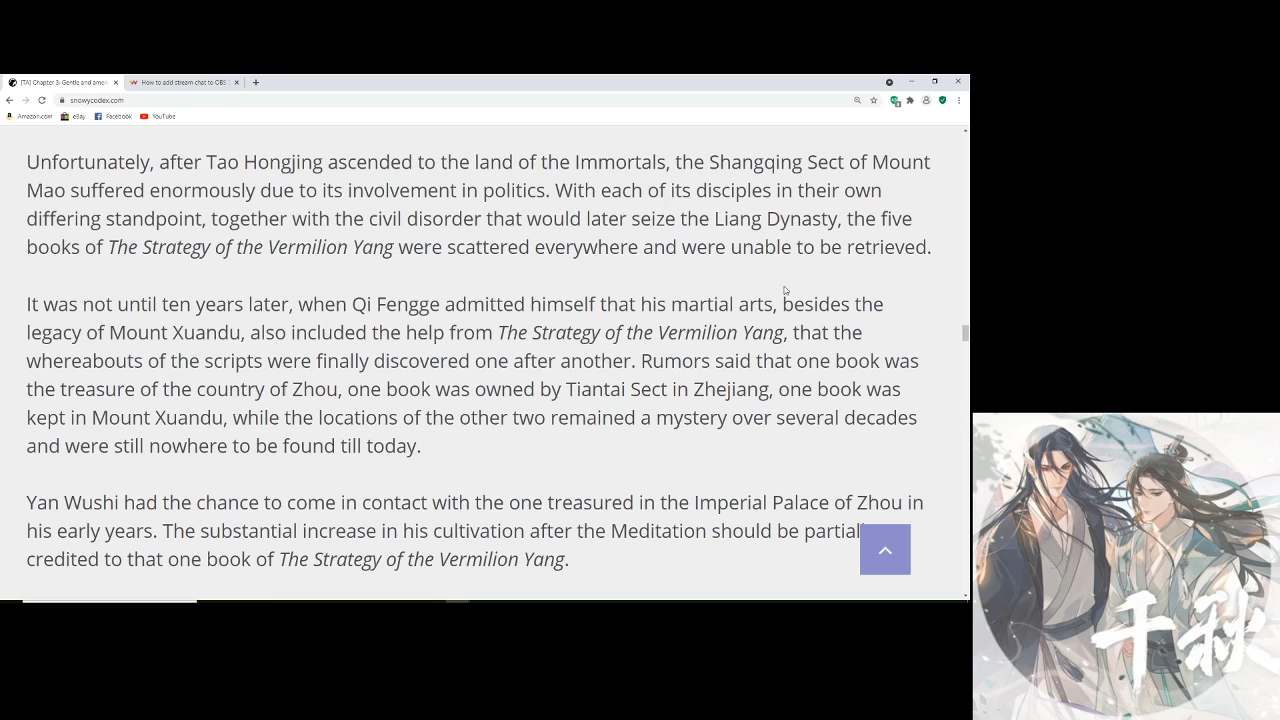 [TA] Chapter 3: Gentle and ame
How to add stream chat to OBS
snowycodex.com
Amazon.com
eBay
Facebook
YouTube
Unfortunately, after Tao Hongjing ascended to the land of the Immortals, the Shangqing Sect of Mount
Mao suffered enormously due to its involvement in politics. With each of its disciples in their own
differing standpoint, together with the civil disorder that would later seize the Liang Dynasty, the five
books of The Strategy of the Vermilion Yang were scattered everywhere and were unable to be retrieved.
It was not until ten years later, when Qi Fengge admitted himself that his martial arts, besides the
legacy of Mount Xuandu, also included the help from The Strategy of the Vermilion Yang, that the
whereabouts of the scripts were finally discovered one after another. Rumors said that one book was
the treasure of the country of Zhou, one book was owned by Tiantai Sect in Zhejiang, one book was
kept in Mount Xuandu, while the locations of the other two remained a mystery over several decades
and were still nowhere to be found till today.
Yan Wushi had the chance to come in contact with the one treasured in the Imperial Palace of Zhou in
his early years. The substantial increase in his cultivation after the Meditation should be partial
credited to that one book of The Strategy of the Vermilion Yang.
千秋